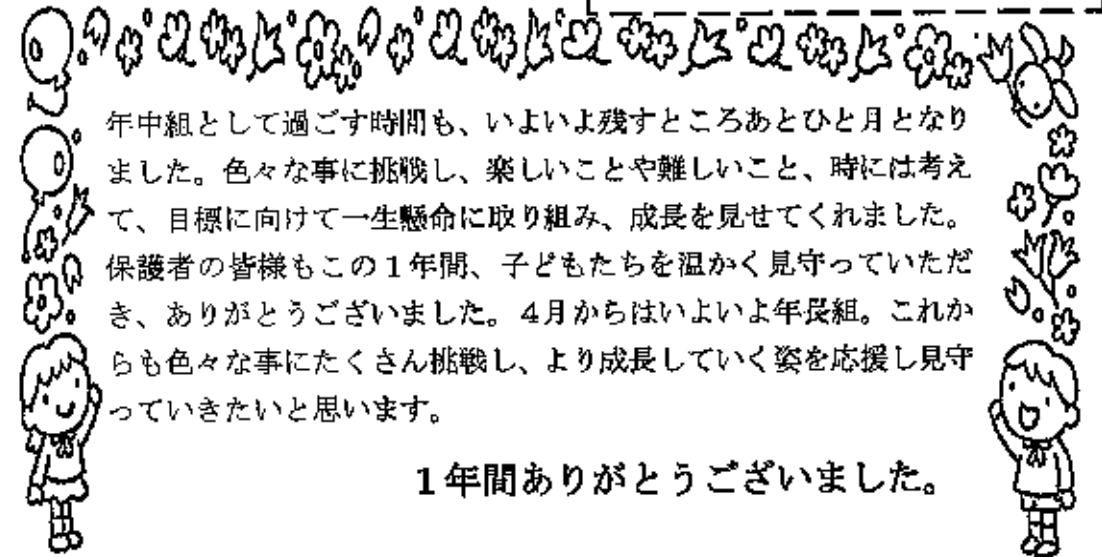 年中組として過ごす時間も、いよいよ残すところあとひと月となり
ました。色々な事に挑戦し、楽しいことや難しいこと、時には考え
て、目標に向けて一生懸命に取り組み、成長を見せてくれました。
保護者の皆様もこの１年間、子どもたちを温かく見守っていただ
き、ありがとうございました。４月からはいよいよ年長組。これか
らも色々な事にたくさん挑戦し、より成長していく姿を応援し見守
っていきたいと思います。
１年間ありがとうございました。